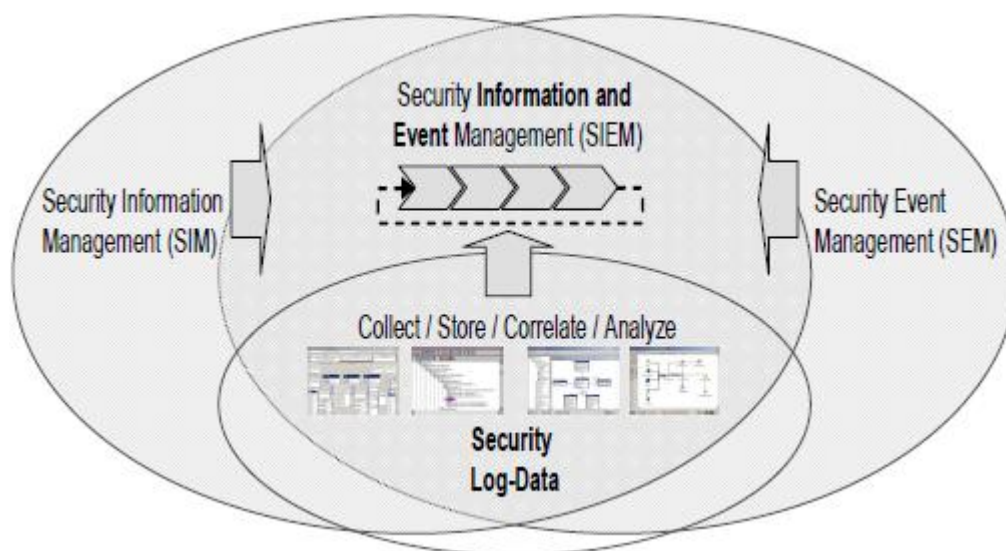 Security Information and
Event Management (SIEM)
Security Information
Management (SIM)
Security Event
Management (SEM)
Collect / Store / Correlate / Analyze
Security
Log-Data